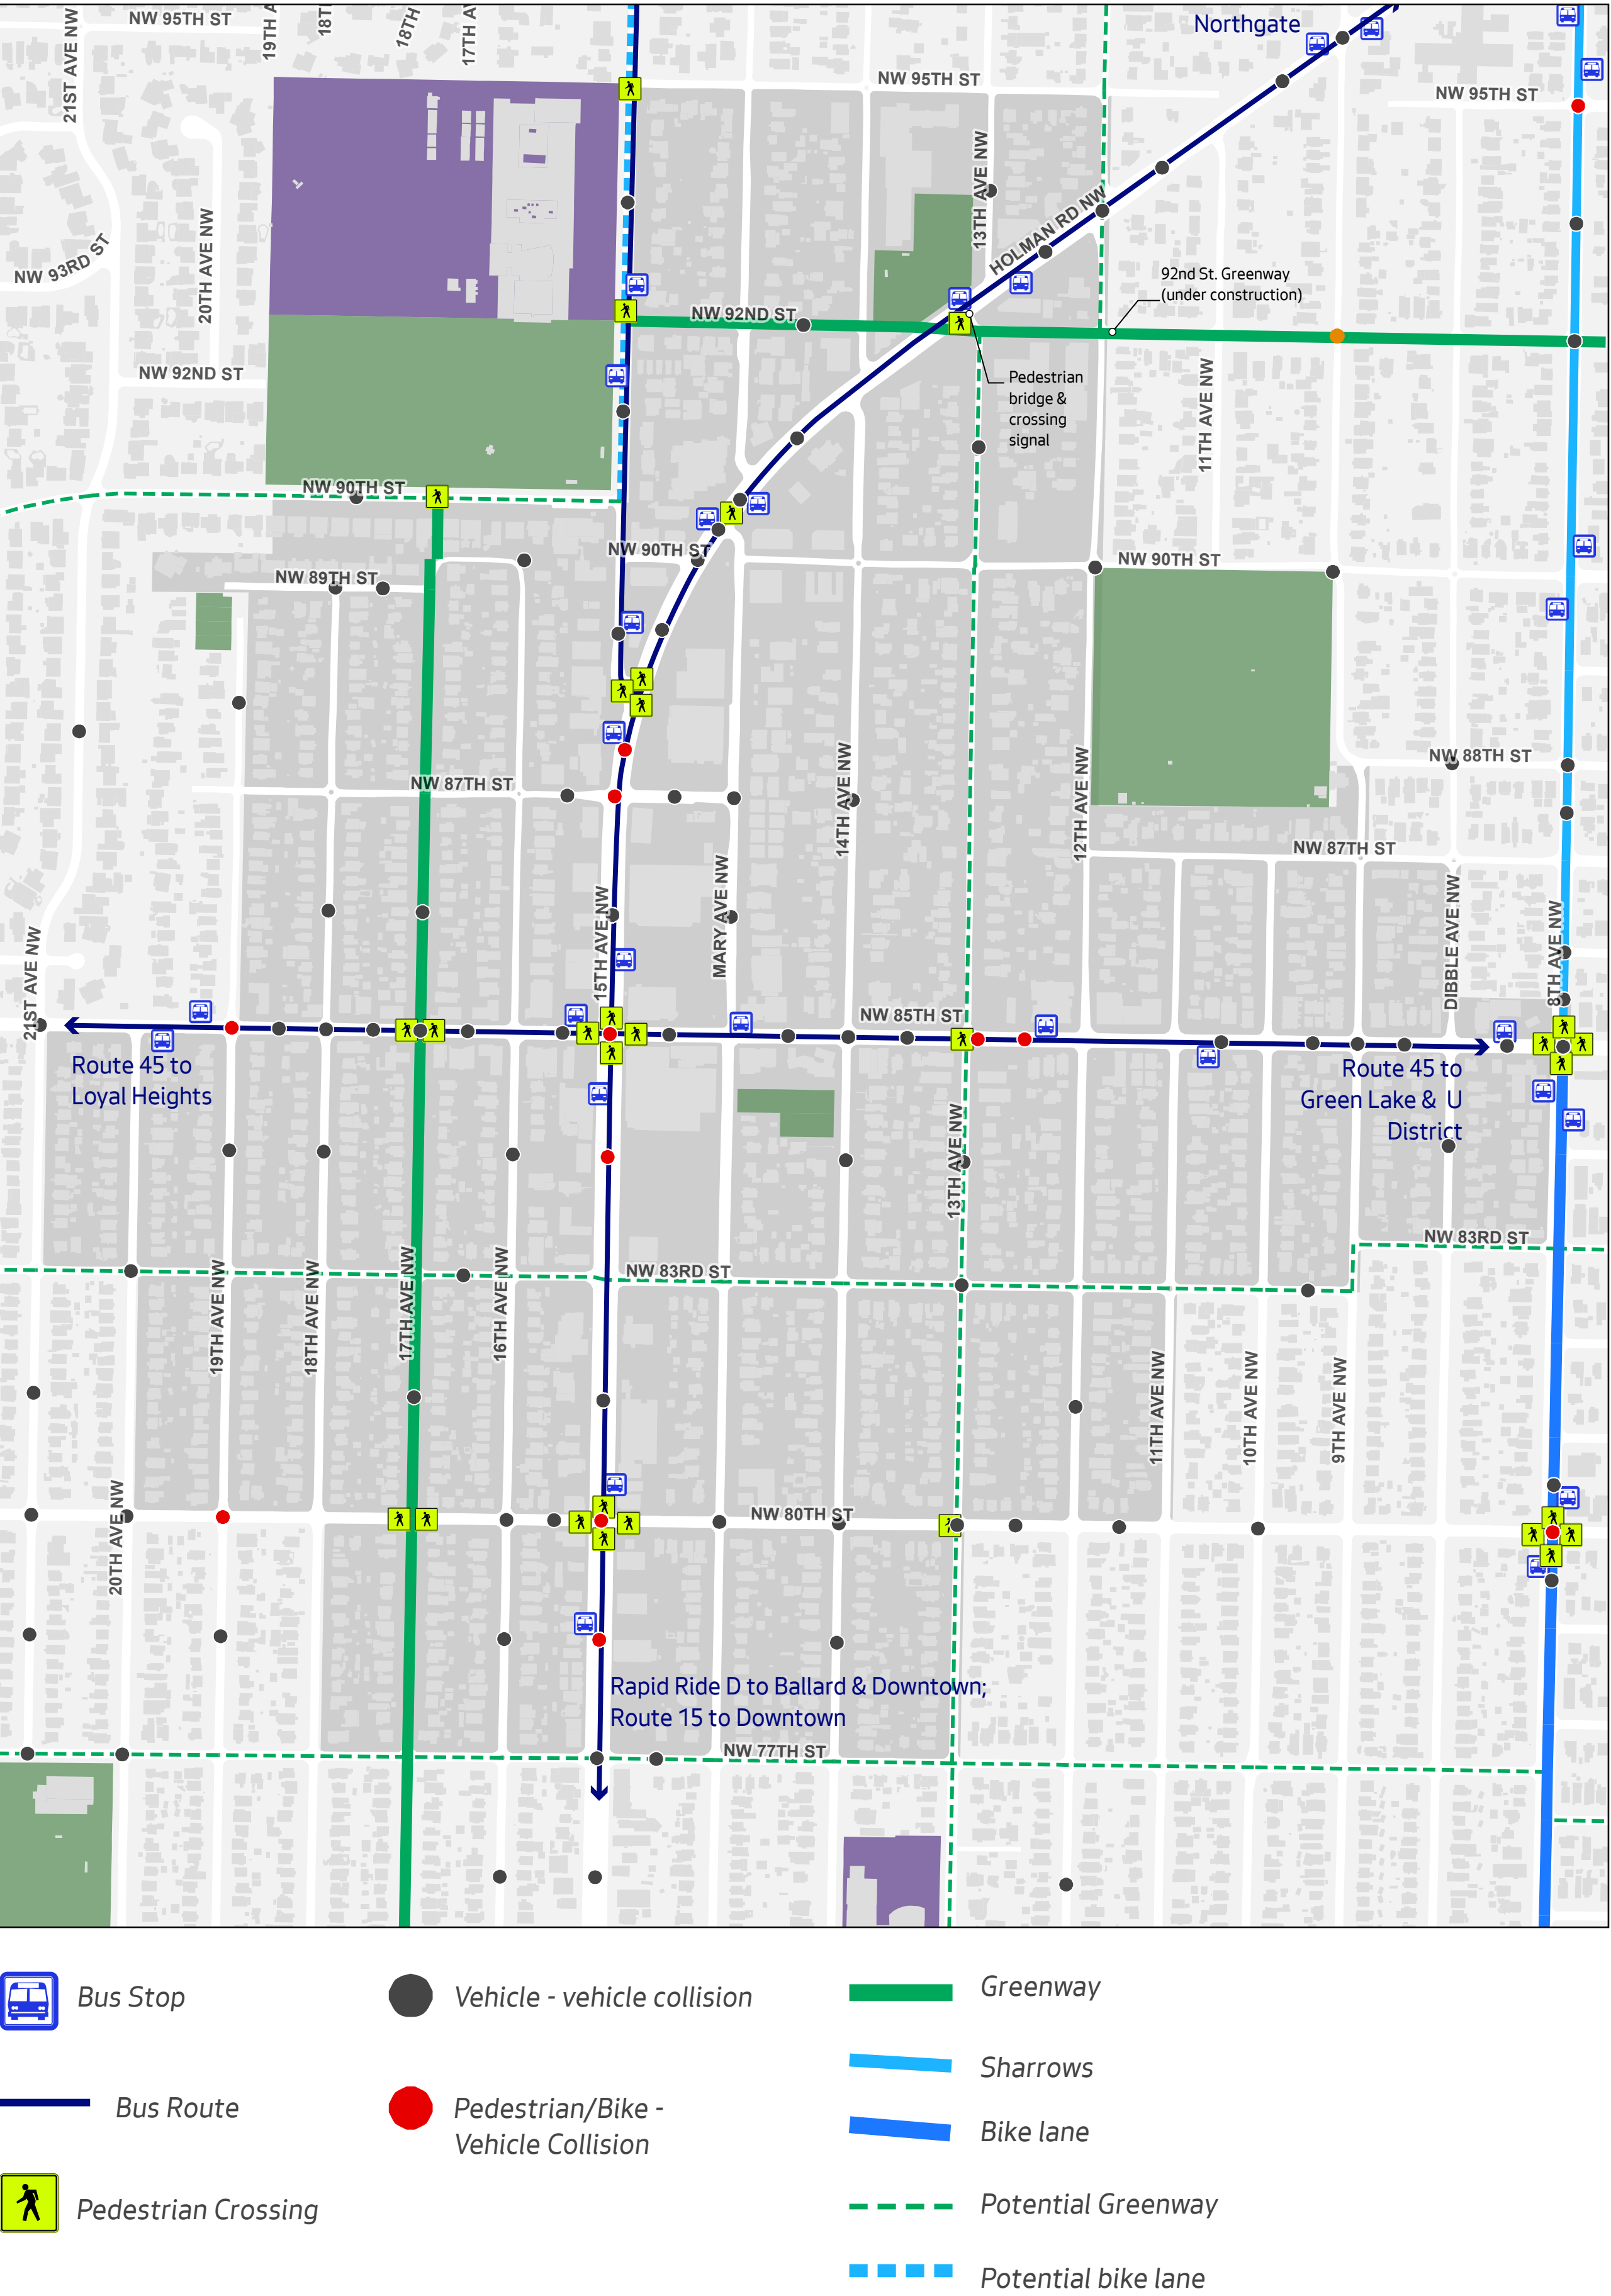 NW 95TH ST
21ST AVE NW
19TH A
18T
18TH
17TH AV
Northgate
NW 95TH ST
NW 95TH ST
13TH AVE NW
HOLMAN RD NW
20TH AVE NW
NW 93RD ST
92nd St. Greenway
(under construction)
NW 92ND ST
NW 92ND ST
Pedestrian
bridge &
crossing
signal
11TH AVE NW
NW 90TH ST
NW 90TH ST
NW 90TH ST
NW 89TH ST
NW 87TH ST
14TH AVE NW
12TH AVE NW
NW 88TH ST
NW 87TH ST
MARY AVE NW
15TH AVE NW
DIBBLE AVE NW
8TH AVE NW
21ST AVE NW
NW 85TH ST
Route 45 to
Loyal Heights
Route 45 to
Green Lake & U
District
13TH AVE NW
NW 83RD ST
NW 83RD ST
19TH AVE NW
18TH AVE NW
17TH AVE NW
16TH AVE NW
11TH AVE NW
10TH AVE NW
9TH AVE NW
20TH AVE NW
NW 80TH ST
Rapid Ride D to Ballard & Downtown;
Route 15 to Downtown
NW 77TH ST
Bus Stop
Vehicle - vehicle collision
Greenway
Sharrows
Bus Route
Pedestrian/Bike -
Vehicle Collision
Bike lane
Pedestrian Crossing
Potential Greenway
Potential bike lane